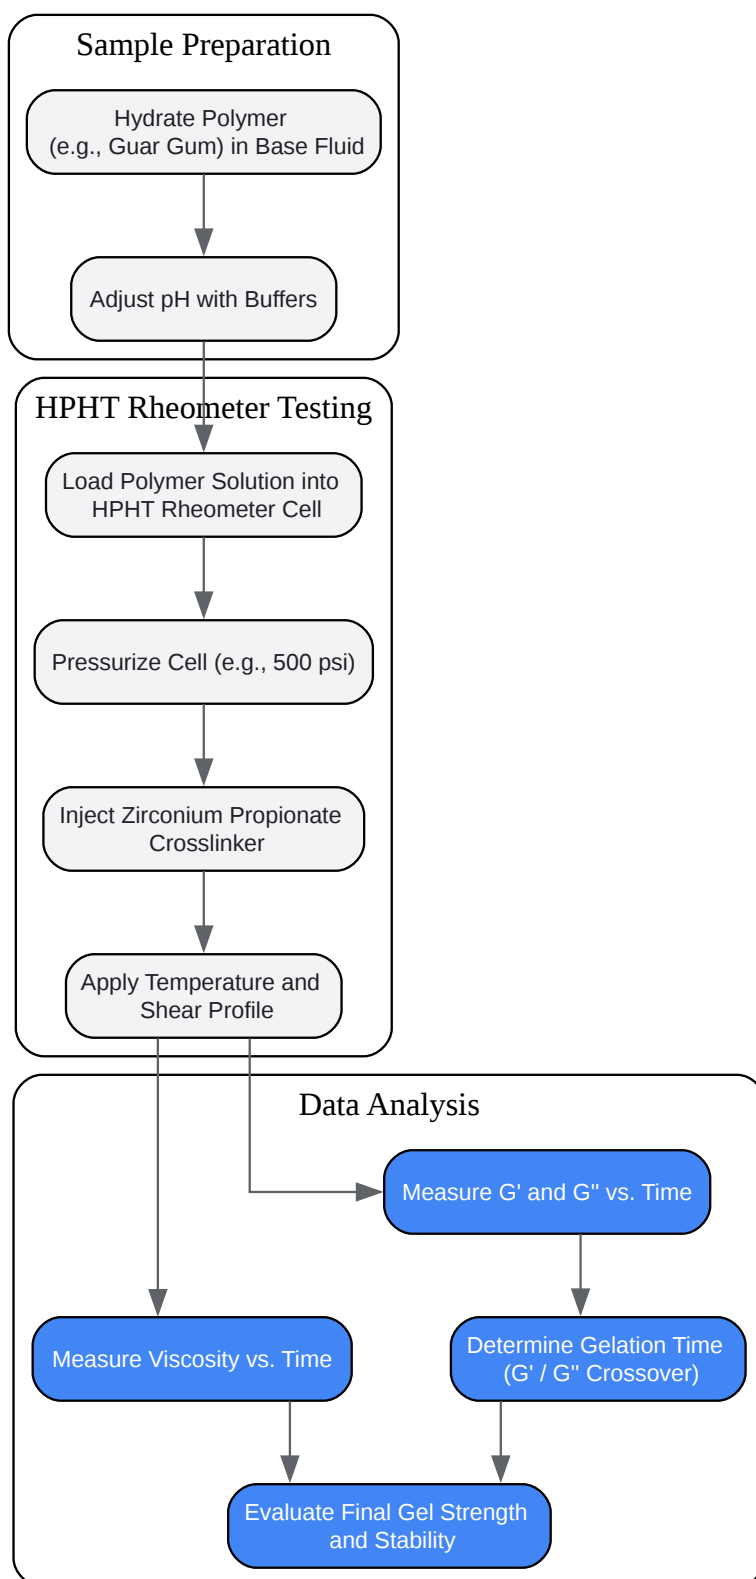 Sample Preparation
Hydrate Polymer
(e.g., Guar Gum) in Base Fluid
Adjust pH with Buffers
HPHT Rheometer Testing
Load Polymer Solution into
HPHT Rheometer Cell
Pressurize Cell (e.g., 500 psi)
Inject Zirconium Propionate
Crosslinker
Apply Temperature and
Shear Profile
Data Analysis
Measure G' and G" vs. Time
Measure Viscosity vs. Time
Determine Gelation Time
(G' / G" Crossover)
Evaluate Final Gel Strength
and Stability